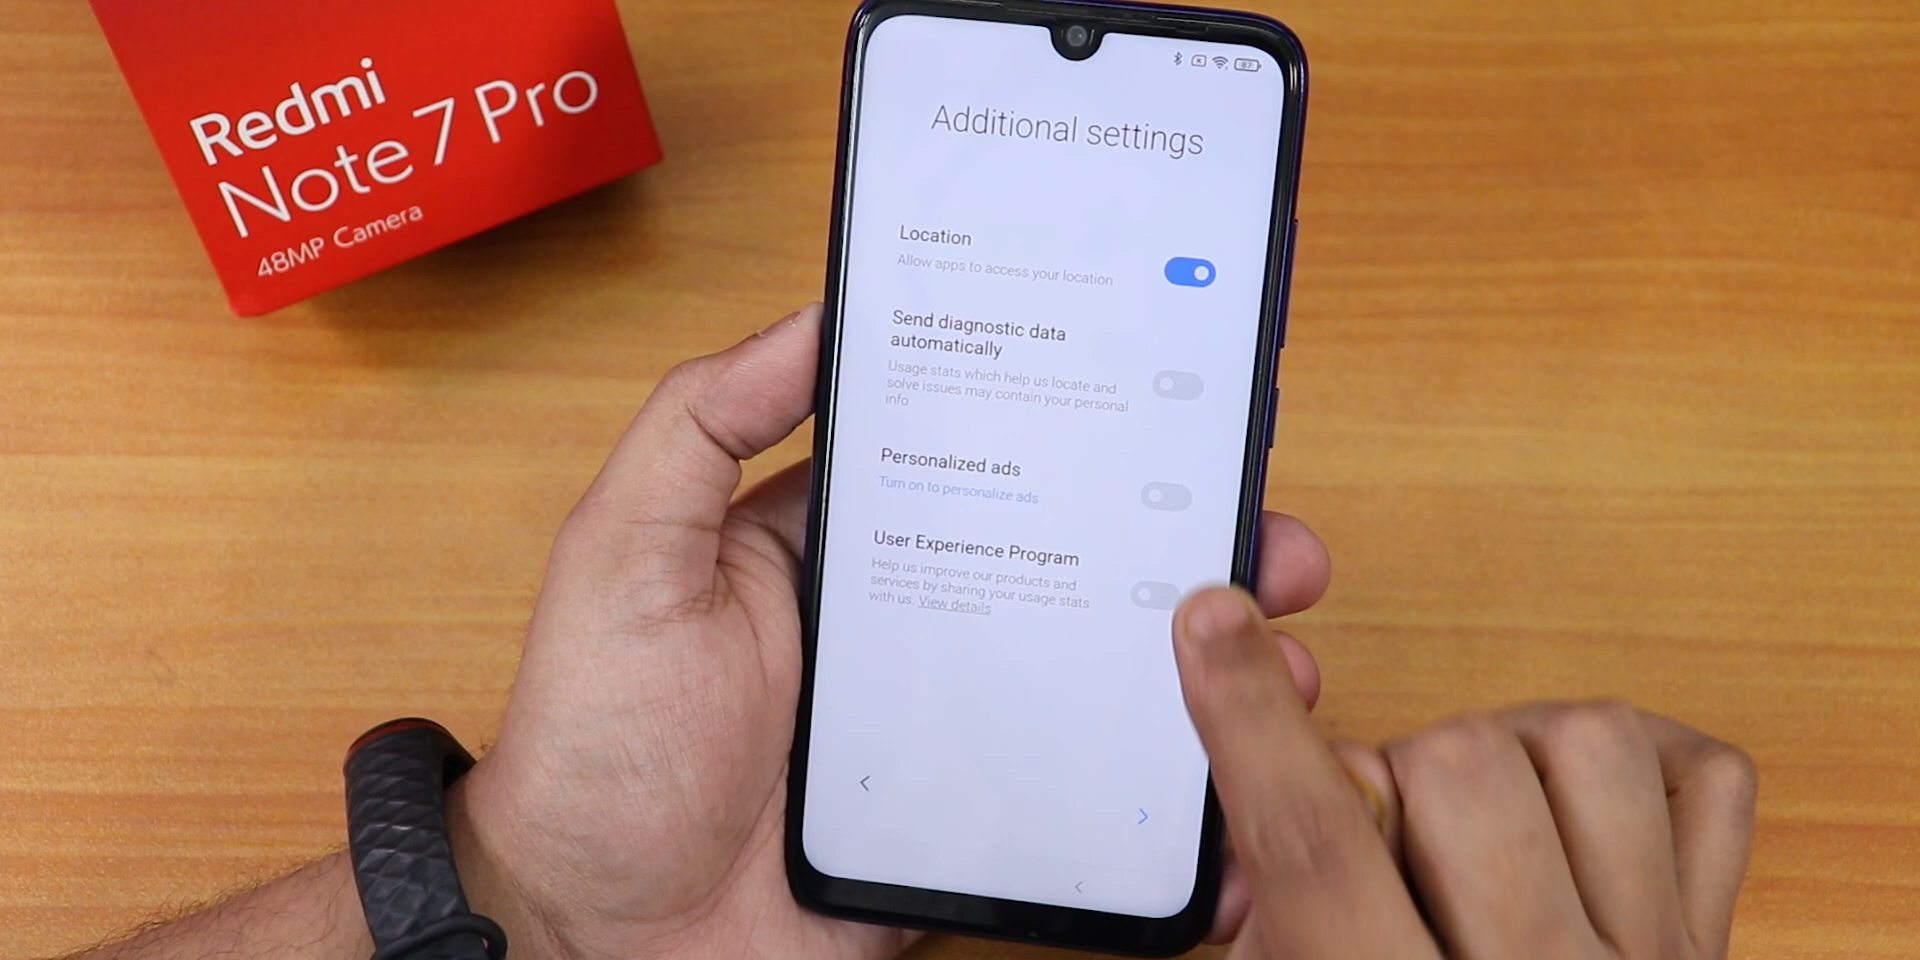 Redmi
Note 7 Pro
48MP Camera
87
Additional settings
Location
Allow apps to access your location
Send diagnostic data
automatically
Usage stats which help us locate and
solve issues may contain your personal
info
Personalized ads
Turn on to personalize ads
User Experience Program
Help us improve our products and
services by sharing your usage stats
with us. View details